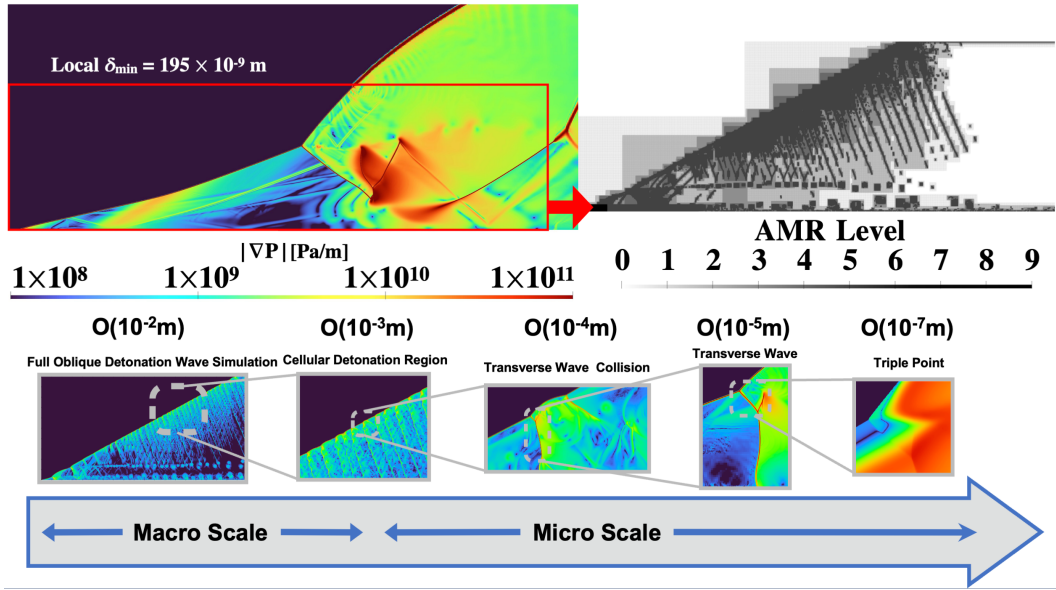 Local δmin = 195 × 10-9 m
|∇P| [Pa/m]
1×10⁸ 1×10⁹ 1×10¹⁰ 1×10¹¹
AMR Level
0 1 2 3 4 5 6 7 8 9
O(10-2m) O(10-3m) O(10-4m) O(10-5m) O(10-7m)
Full Oblique Detonation Wave Simulation Cellular Detonation Region Transverse Wave Collision Transverse Wave Triple Point
Macro Scale Micro Scale